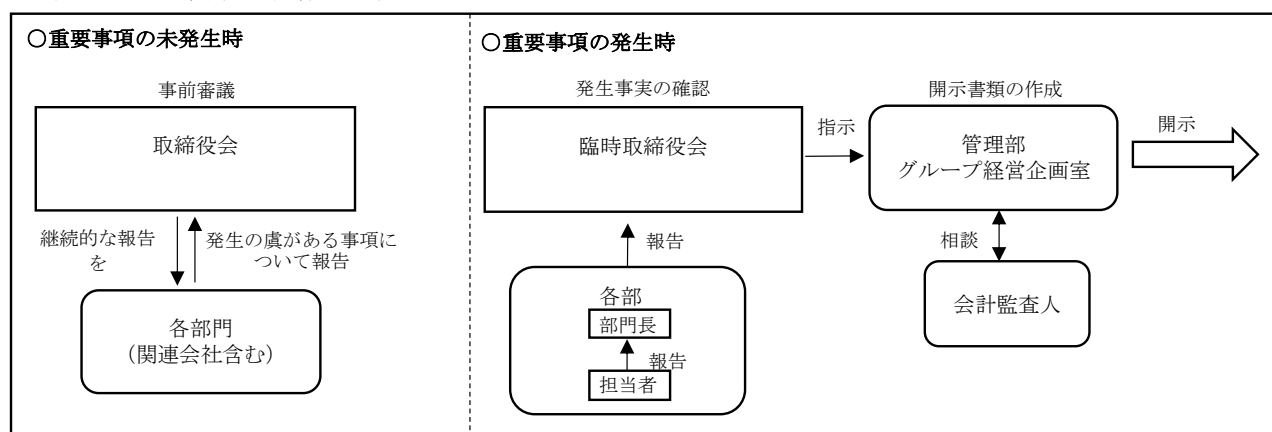 〇重要事項の未発生時
事前審議
取締役会
継続的な報告
を
発生の虞がある事項に
ついて報告
各部門
（関連会社含む）
〇重要事項の発生時
発生事実の確認
臨時取締役会
指示
開示書類の作成
管理部
グループ経営企画室
開示
報告
相談
各部
部門長
報告
担当者
会計監査人